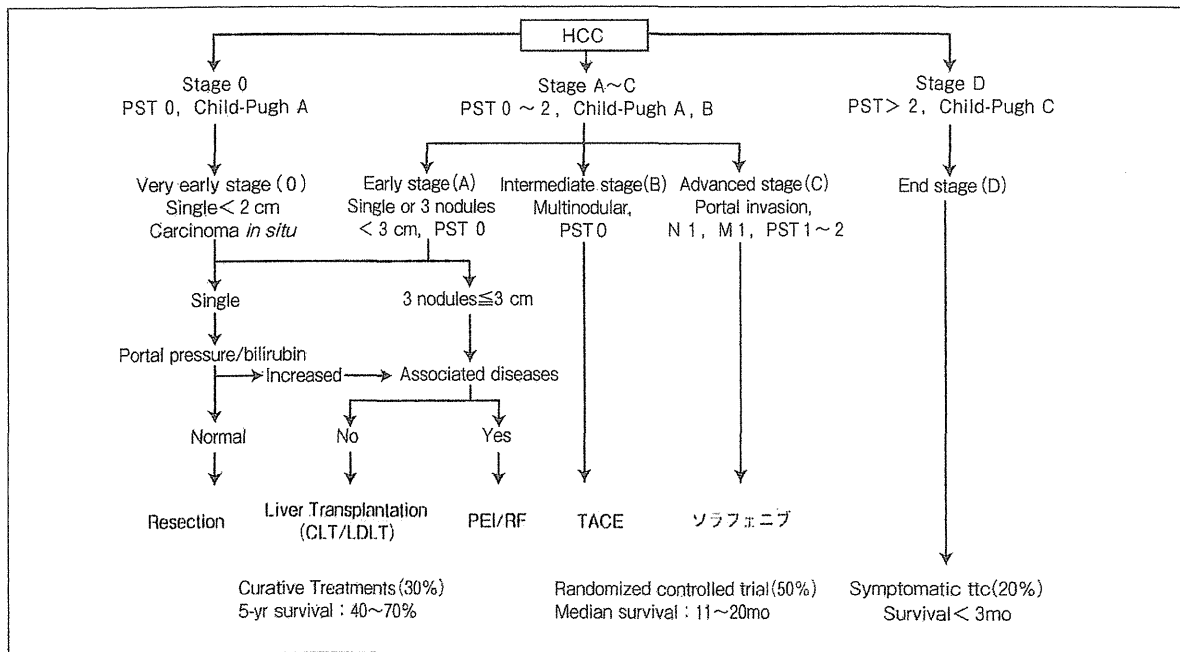 HCC
Stage 0
PST 0, Child-Pugh A
Stage A～C
PST 0 ～ 2, Child-Pugh A, B
Stage D
PST＞ 2, Child-Pugh C
Very early stage (0)
Single＜ 2 cm
Carcinoma in situ
Early stage (A)
Single or 3 nodules
＜ 3 cm, PST 0
Intermediate stage (B)
Multinodular,
PST 0
Advanced stage (C)
Portal invasion,
N 1, M 1, PST 1～ 2
End stage (D)
Single
3 nodules≦3 cm
Portal pressure/bilirubin
Increased
Associated diseases
Normal
No
Yes
Resection
Liver Transplantation
(CLT/LDLT)
PEI/RF
TACE
ソラフェニブ
Curative Treatments (30%)
5-yr survival：40～70%
Randomized controlled trial (50%)
Median survival：11～20mo
Symptomatic ttc (20%)
Survival＜ 3mo